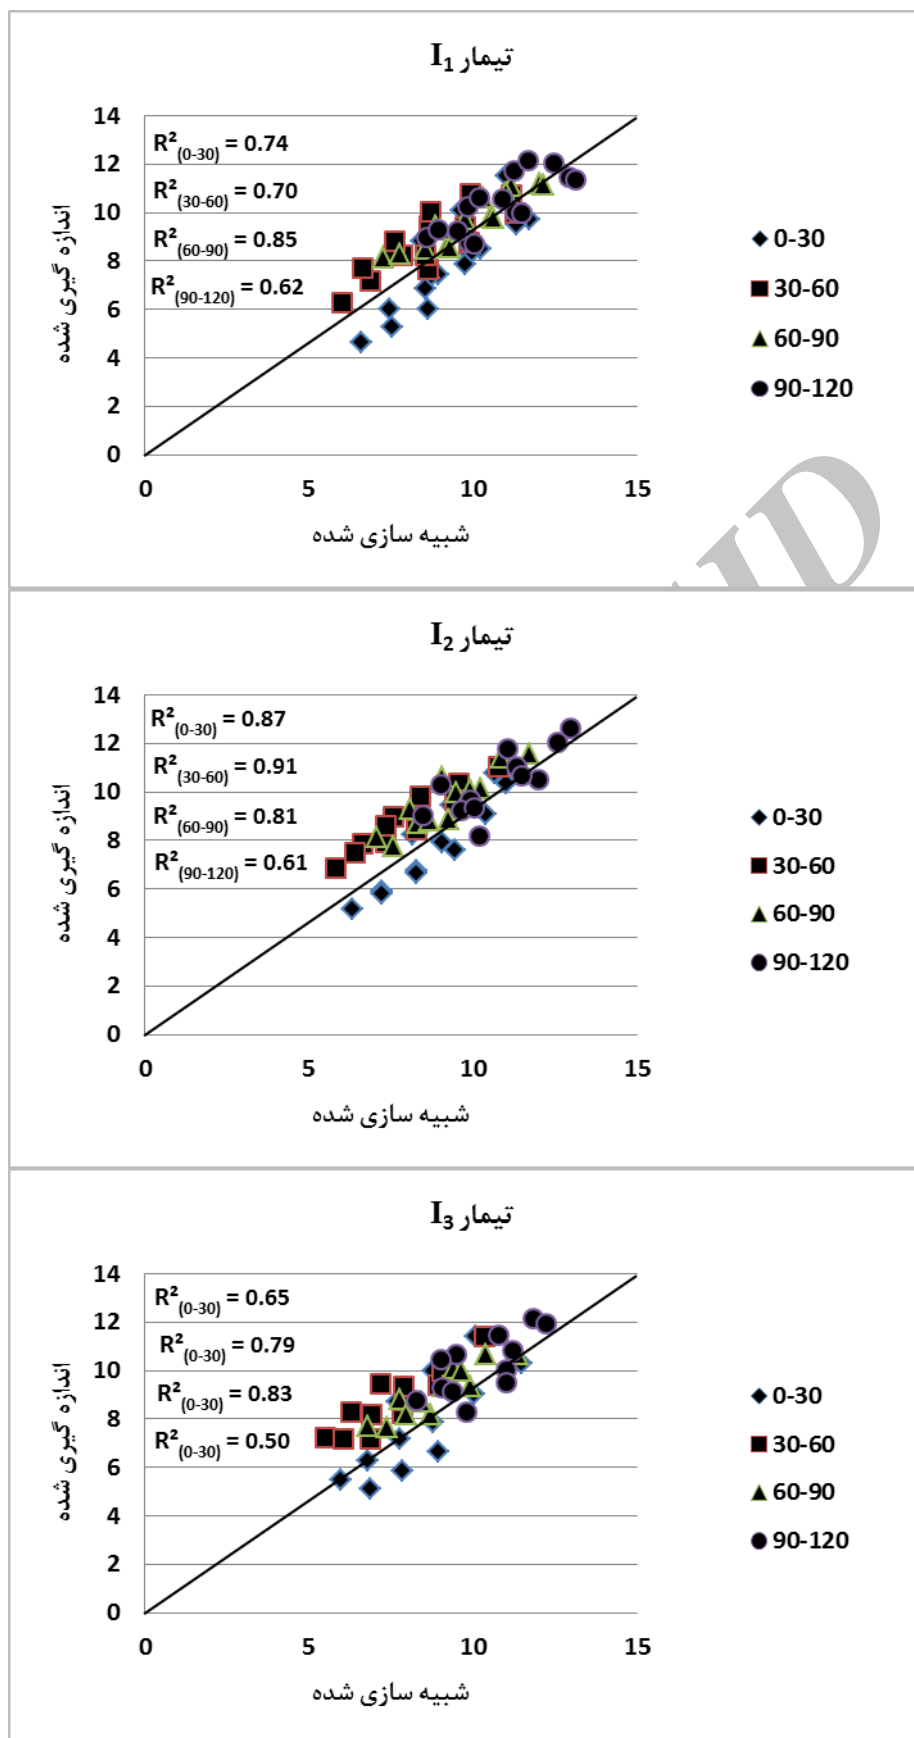 تیمار I₁
14
12
10
8
6
4
2
0
R²(0-30) = 0.74
R²(30-60) = 0.70
R²(60-90) = 0.85
R²(90-120) = 0.62
اندازه گیری شده
0 5 10 15
شبیه سازی شده
0-30
30-60
60-90
90-120
تیمار I₂
14
12
10
8
6
4
2
0
R²(0-30) = 0.87
R²(30-60) = 0.91
R²(60-90) = 0.81
R²(90-120) = 0.61
اندازه گیری شده
0 5 10 15
شبیه سازی شده
0-30
30-60
60-90
90-120
تیمار I₃
14
12
10
8
6
4
2
0
R²(0-30) = 0.65
R²(0-30) = 0.79
R²(0-30) = 0.83
R²(0-30) = 0.50
اندازه گیری شده
0 5 10 15
شبیه سازی شده
0-30
30-60
60-90
90-120